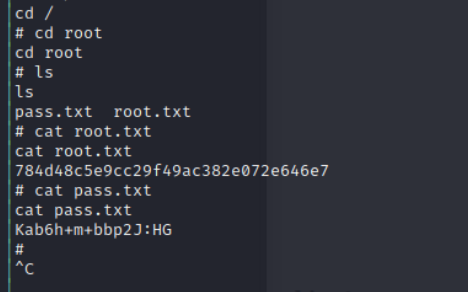 cd /
# cd root
cd root
# ls
ls
pass.txt  root.txt
# cat root.txt
cat root.txt
784d48c5e9cc29f49ac382e072e646e7
# cat pass.txt
cat pass.txt
Kab6h+m+bbp2J:HG
#
^C